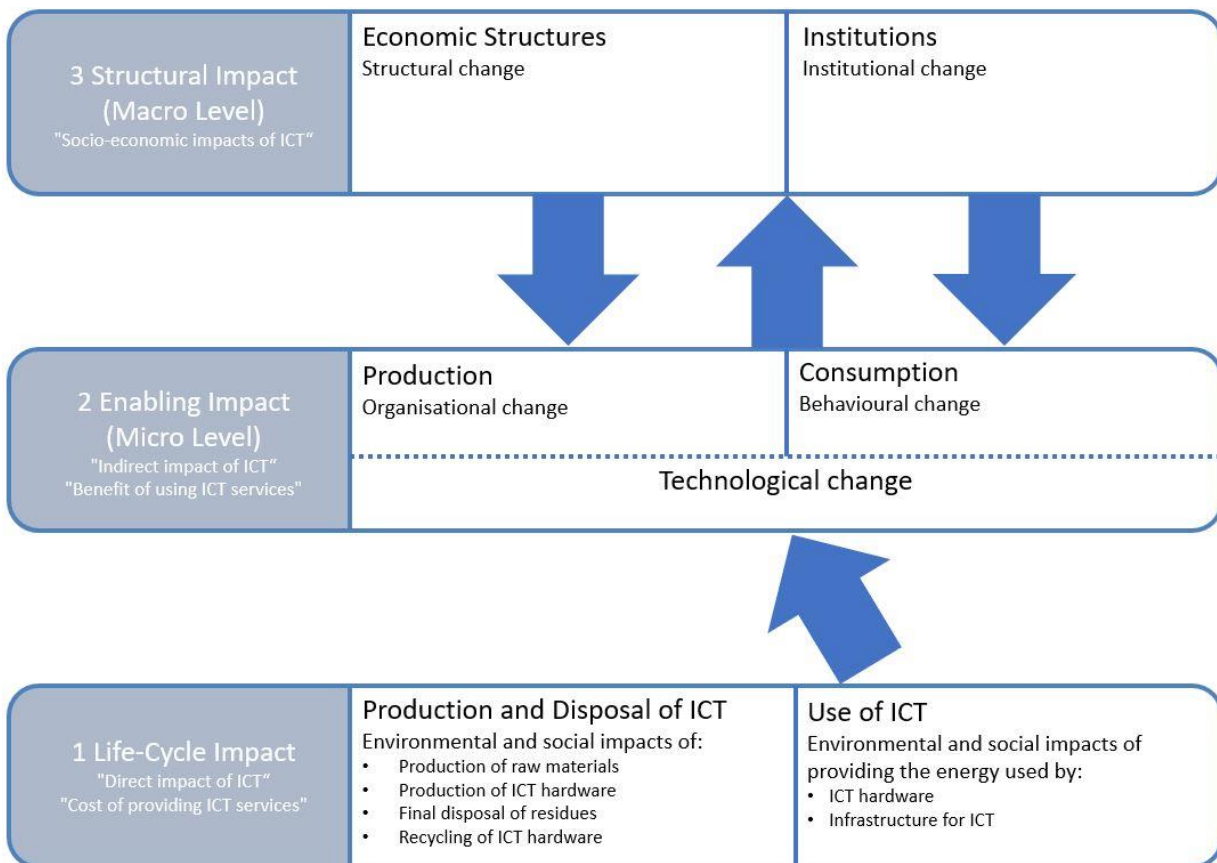 3 Structural Impact
(Macro Level)
"Socio-economic impacts of ICT“
Economic Structures
Structural change
Institutions
Institutional change
2 Enabling Impact
(Micro Level)
"Indirect impact of ICT“
"Benefit of using ICT services"
Production
Organisational change
Consumption
Behavioural change
Technological change
1 Life-Cycle Impact
"Direct impact of ICT“
"Cost of providing ICT services"
Production and Disposal of ICT
Environmental and social impacts of:
• Production of raw materials
• Production of ICT hardware
• Final disposal of residues
• Recycling of ICT hardware
Use of ICT
Environmental and social impacts of
providing the energy used by:
• ICT hardware
• Infrastructure for ICT